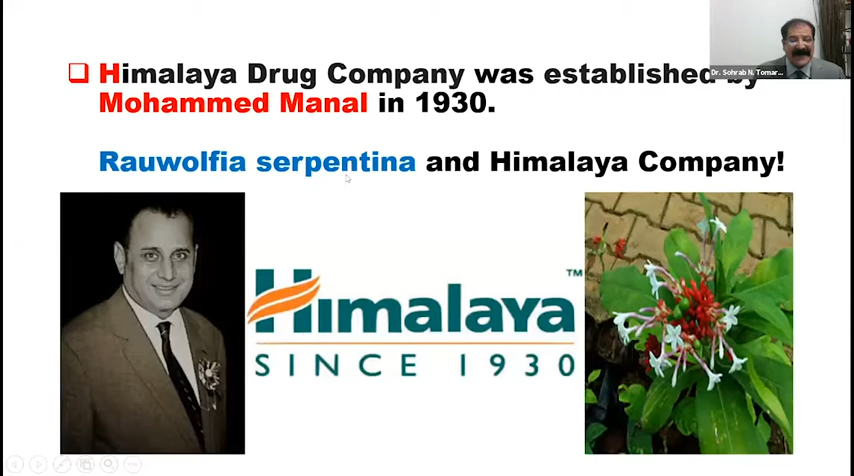 Himalaya Drug Company was established by
Mohammed Manal in 1930.
Rauwolfia serpentina and Himalaya Company!
Himalaya™
SINCE 1930
Dr. Sohrab N. Tomar...